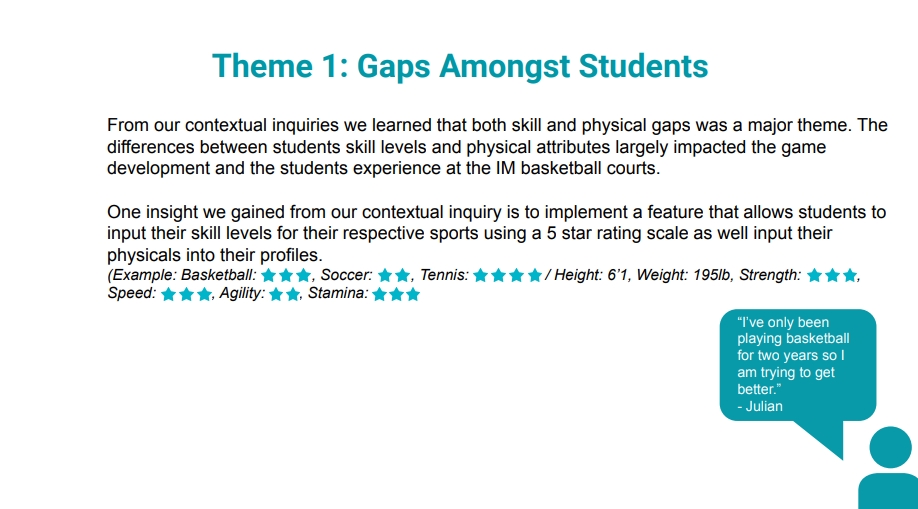 Theme 1: Gaps Amongst Students
From our contextual inquiries we learned that both skill and physical gaps was a major theme. The
differences between students skill levels and physical attributes largely impacted the game
development and the students experience at the IM basketball courts.
One insight we gained from our contextual inquiry is to implement a feature that allows students to
input their skill levels for their respective sports using a 5 star rating scale as well input their
physicals into their profiles.
(Example: Basketball: ★★★, Soccer: ★★, Tennis: ★★★★ / Height: 6’1, Weight: 195lb, Strength: ★★★,
Speed: ★★★, Agility: ★★, Stamina: ★★★
“I’ve only been
playing basketball
for two years so I
am trying to get
better.”
- Julian